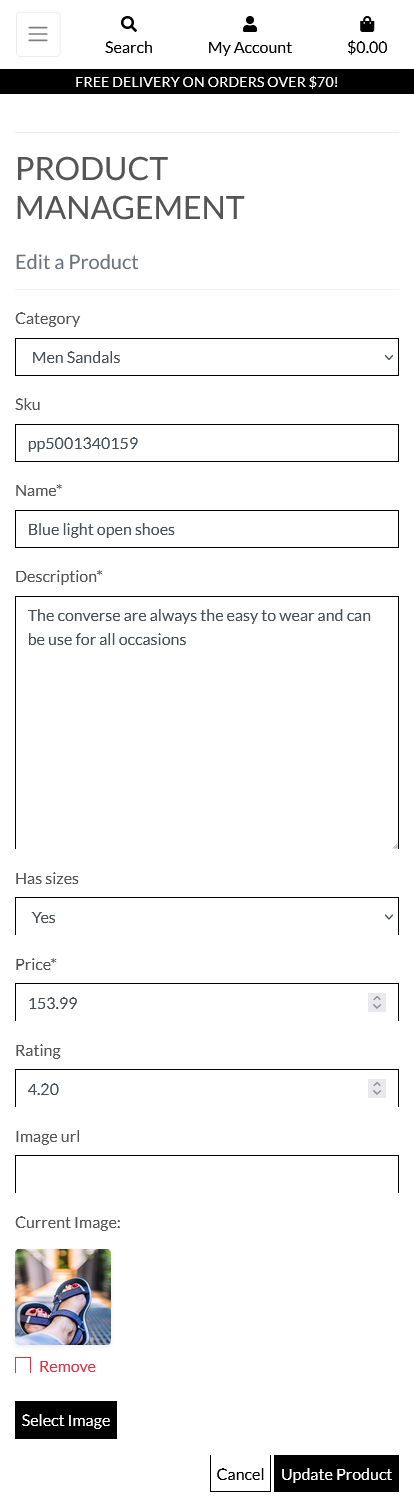 Search
My Account
$0.00
FREE DELIVERY ON ORDERS OVER $70!
PRODUCT
MANAGEMENT
Edit a Product
Category
Men Sandals
Sku
pp5001340159
Name*
Blue light open shoes
Description*
The converse are always the easy to wear and can
be use for all occasions
Has sizes
Yes
Price*
153.99
Rating
4.20
Image url
Current Image:
Remove
Select Image
Cancel
Update Product